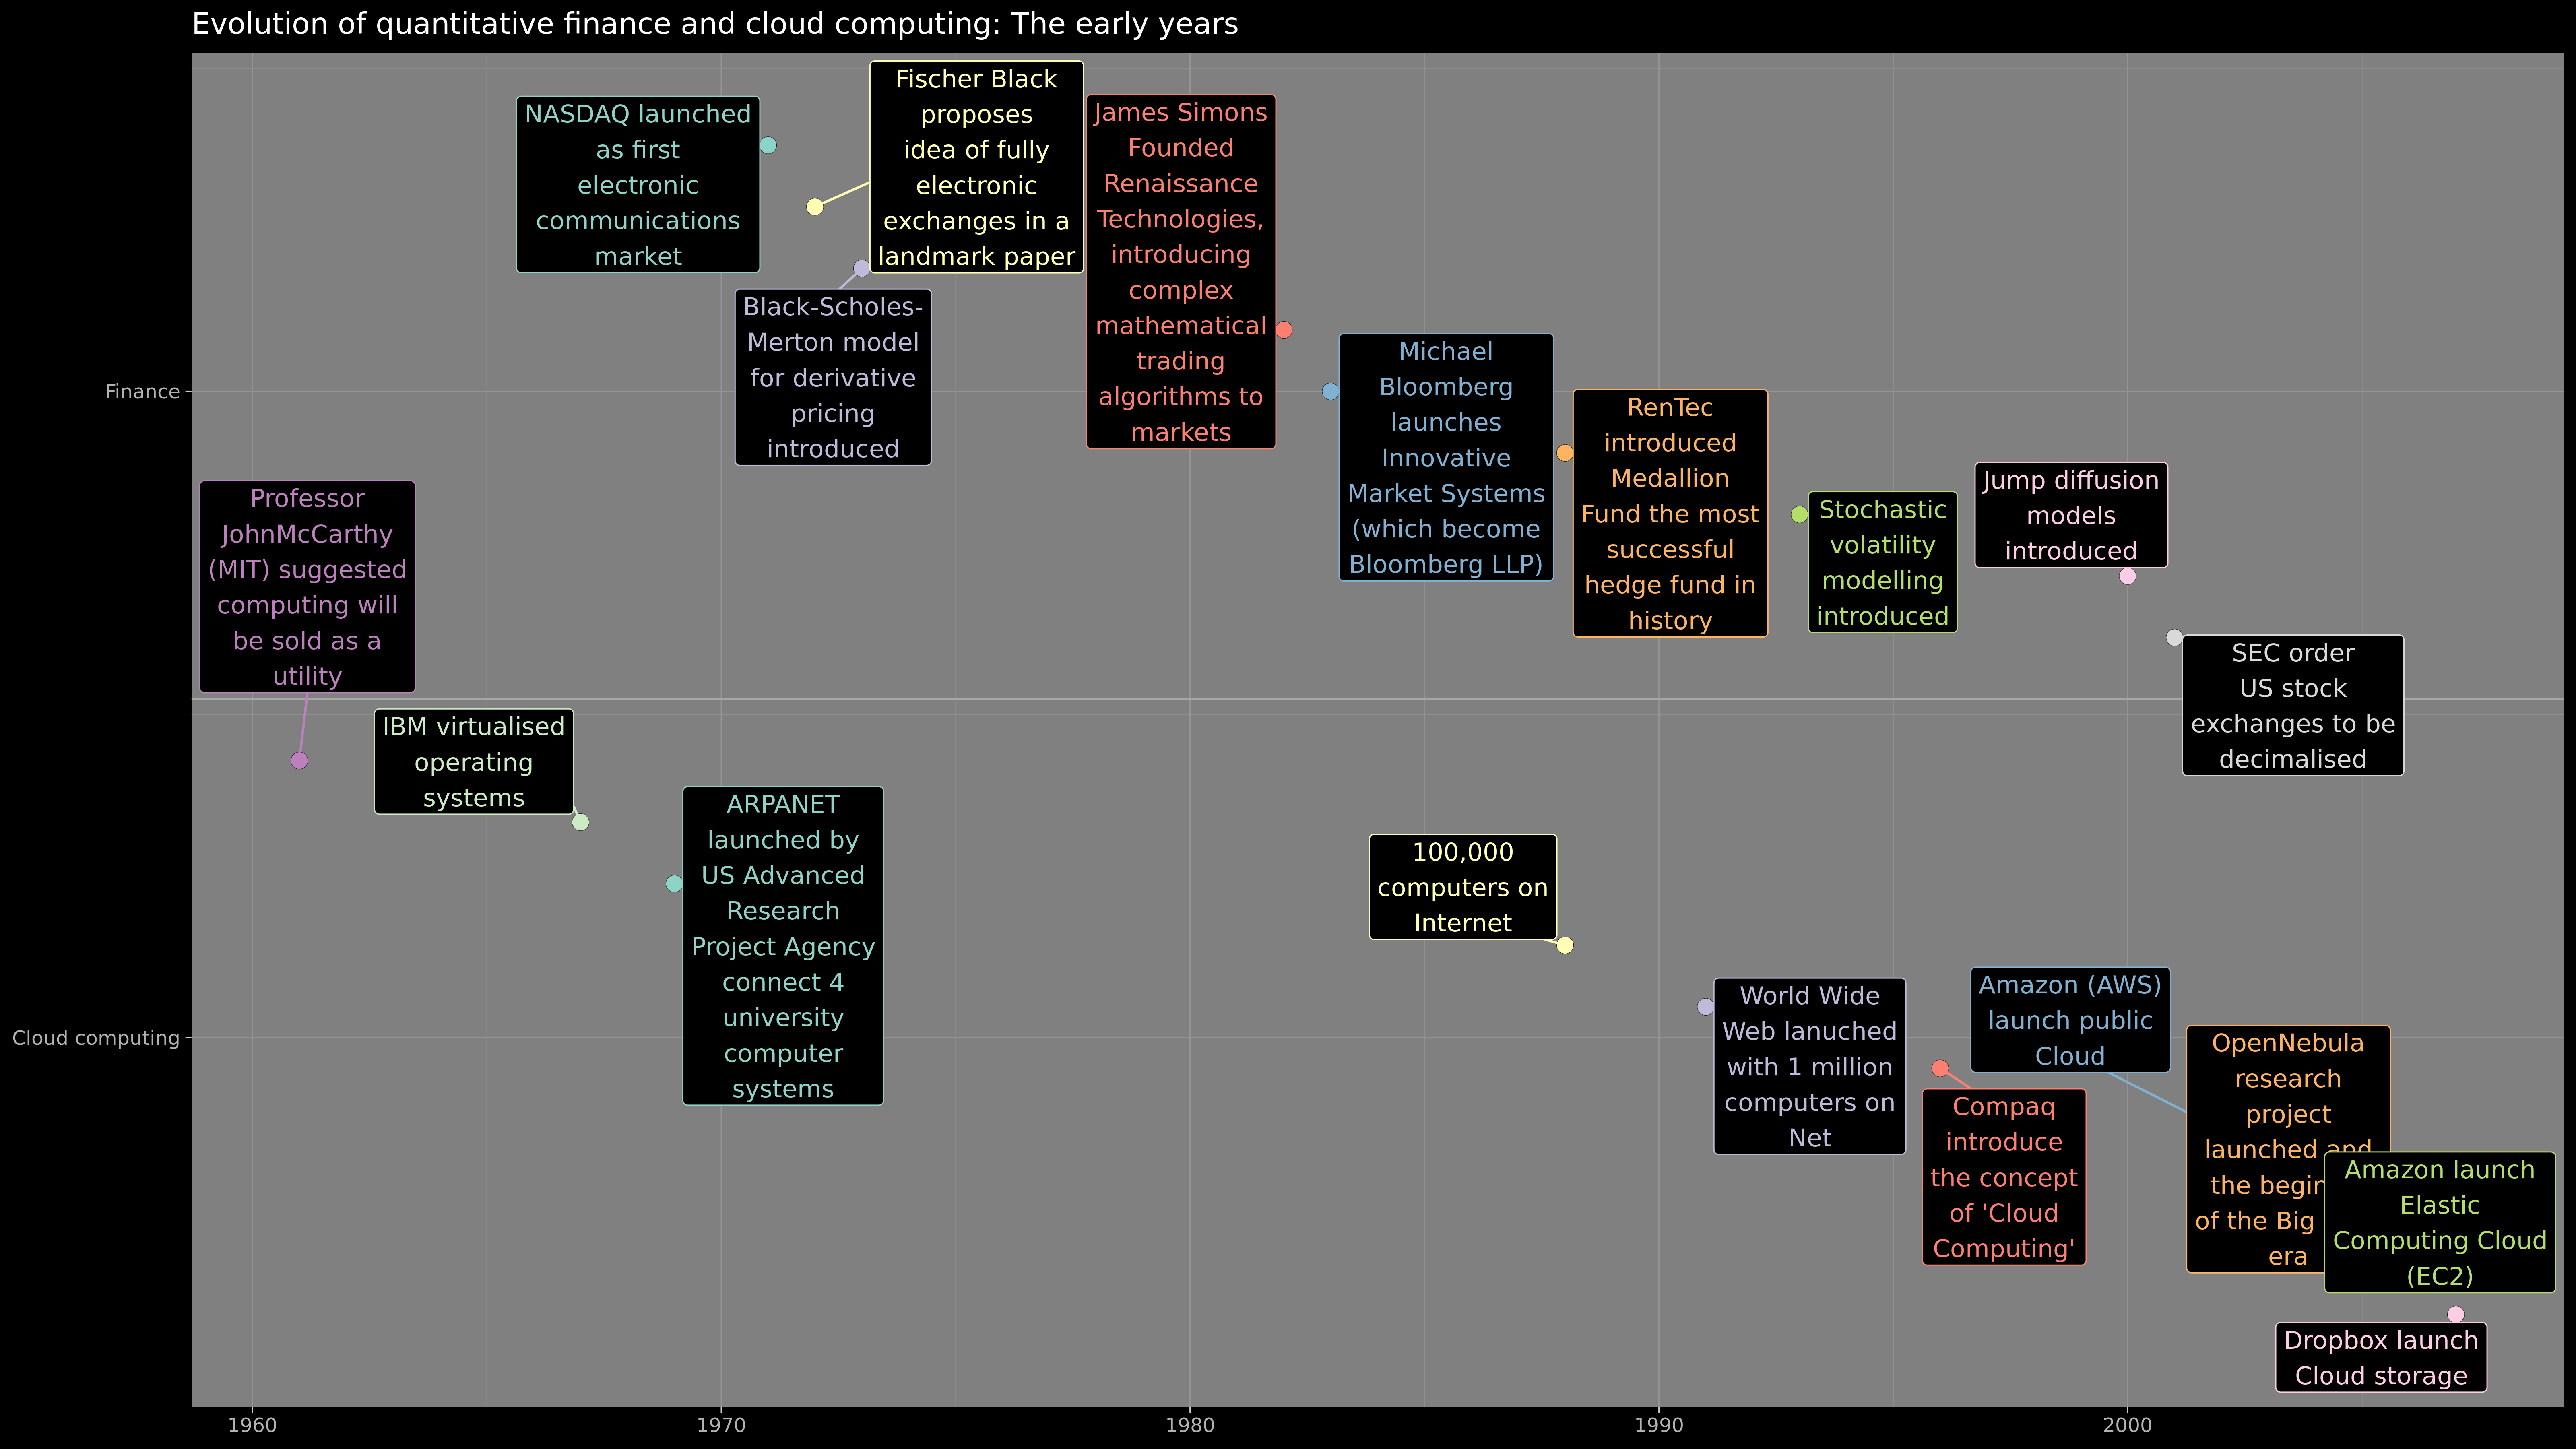 Evolution of quantitative finance and cloud computing: The early years
Finance
Cloud computing
NASDAQ launched
as first
electronic
communications
market
Fischer Black
proposes
idea of fully
electronic
exchanges in a
landmark paper
Black-Scholes-
Merton model
for derivative
pricing
introduced
James Simons
Founded
Renaissance
Technologies,
introducing
complex
mathematical
trading
algorithms to
markets
Michael
Bloomberg
launches
Innovative
Market Systems
(which become
Bloomberg LLP)
RenTec
introduced
Medallion
Fund the most
successful
hedge fund in
history
Stochastic
volatility
modelling
introduced
Jump diffusion
models
introduced
SEC order
US stock
exchanges to be
decimalised
Professor
JohnMcCarthy
(MIT) suggested
computing will
be sold as a
utility
IBM virtualised
operating
systems
ARPANET
launched by
US Advanced
Research
Project Agency
connect 4
university
computer
systems
100,000
computers on
Internet
World Wide
Web lanuched
with 1 million
computers on
Net
Compaq
introduce
the concept
of 'Cloud
Computing'
Amazon (AWS)
launch public
Cloud
OpenNebula
research
project
launched and
the
of the Big
era
Amazon launch
Elastic
Computing Cloud
(EC2)
Dropbox launch
Cloud storage
1960
1970
1980
1990
2000